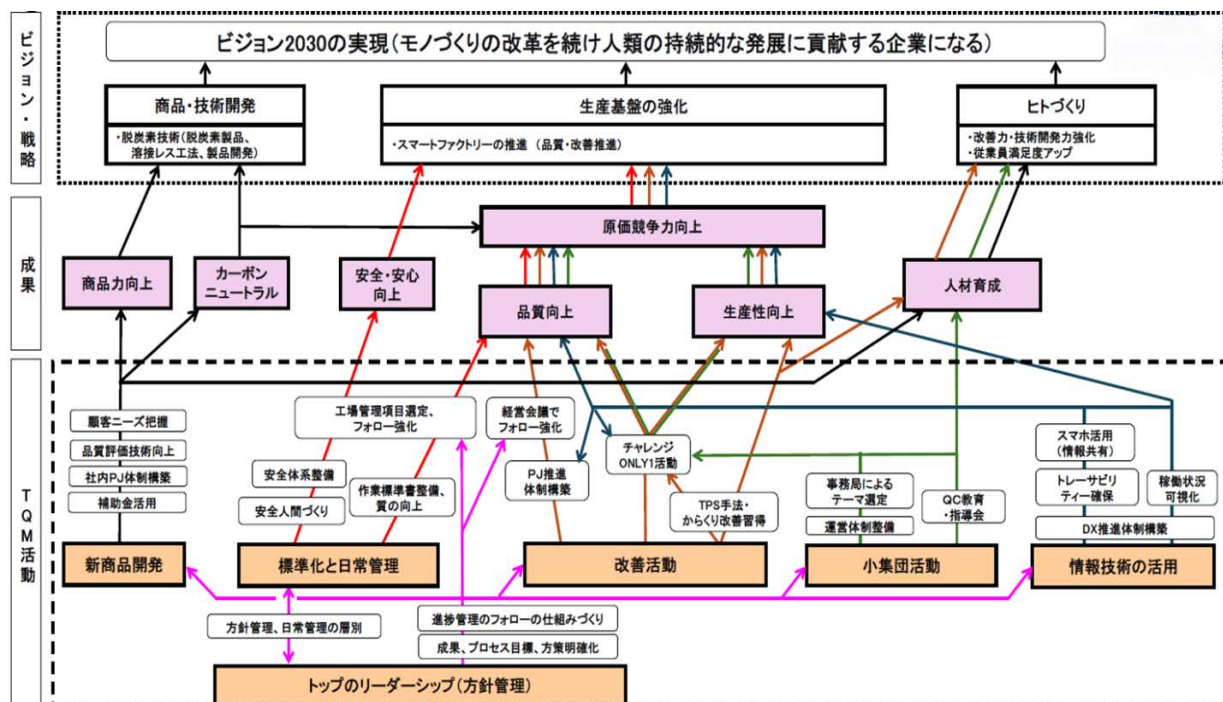 ビジョン・戦略
ビジョン2030の実現(モノづくりの改革を続け人類の持続的な発展に貢献する企業になる)
商品・技術開発
・脱炭素技術(脱炭素製品、
溶接レス工法、製品開発)
生産基盤の強化
・スマートファクトリーの推進 (品質・改善推進)
ヒトづくり
・改善力・技術開発力強化
・従業員満足度アップ
成果
原価競争力向上
商品力向上
カーボン
ニュートラル
安全・安心
向上
品質向上
生産性向上
人材育成
TQM活動
顧客ニーズ把握
品質評価技術向上
社内PJ体制構築
補助金活用
工場管理項目選定、
フォロー強化
安全体系整備
安全人間づくり
作業標準書整備、
質の向上
経営会議で
フォロー強化
PJ推進
体制構築
チャレンジ
ONLY1活動
TPS手法・
からくり改善習得
事務局による
テーマ選定
運営体制整備
QC教育
・指導会
スマホ活用
(情報共有)
トレーサビリ
ティー確保
稼働状況
可視化
DX推進体制構築
新商品開発
標準化と日常管理
改善活動
小集団活動
情報技術の活用
方針管理、日常管理の層別
進捗管理のフォローの仕組みづくり
成果、プロセス目標、方策明確化
トップのリーダーシップ(方針管理)